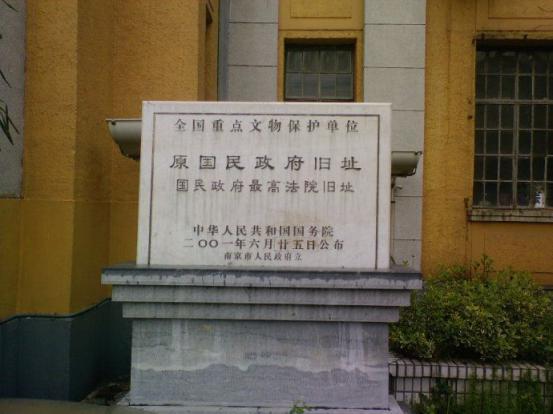 全国重点文物保护单位
原国民政府旧址
国民政府最高法院旧址
中华人民共和国国务院
二〇〇一年六月廿五日公布
南京市人民政府立